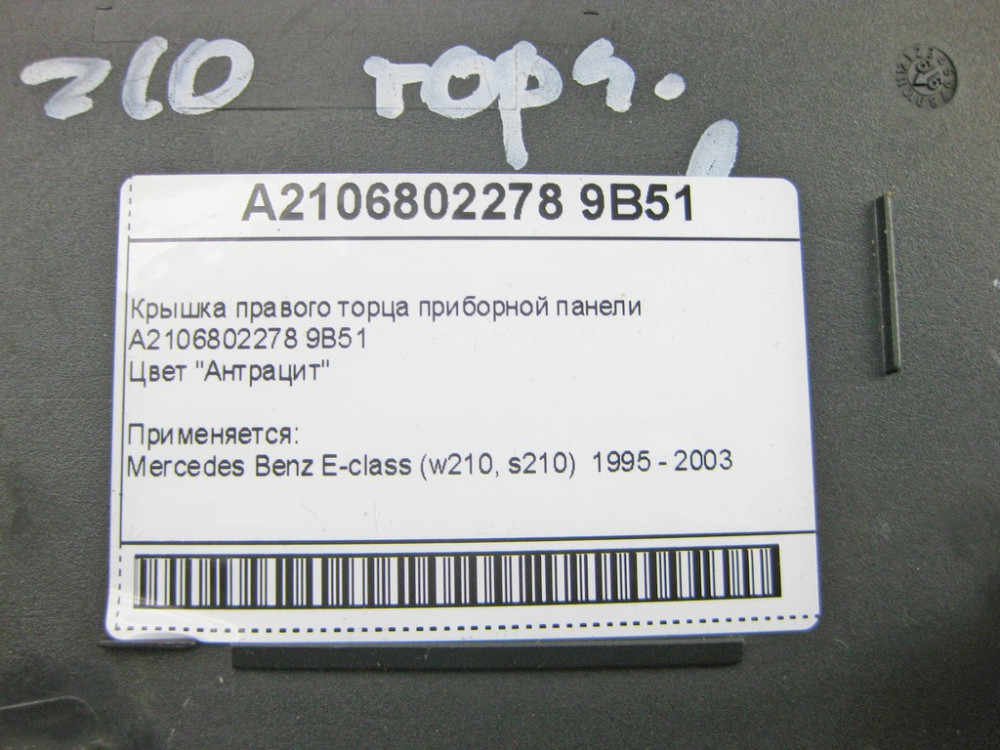 210 торч.
A2106802278 9B51
Крышка правого торца приборной панели
A2106802278 9B51
Цвет "Антрацит"
Применяется:
Mercedes Benz E-class (w210, s210) 1995 - 2003